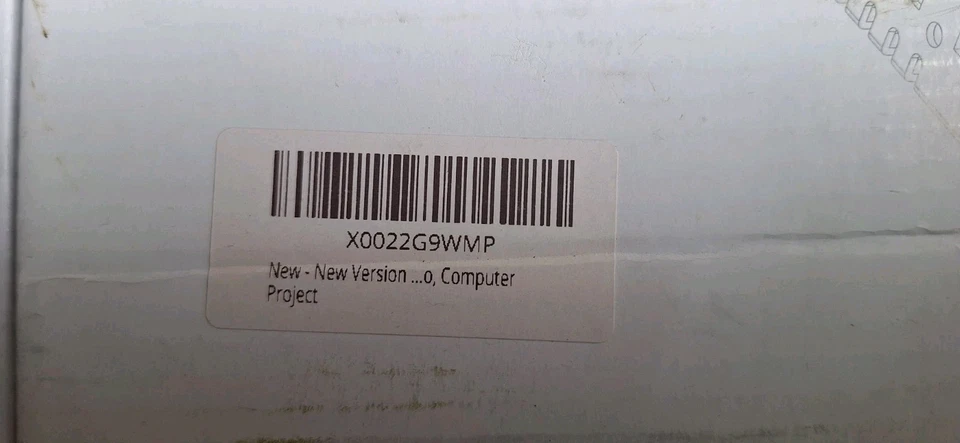 X0022G9WMP
New - New Version ...o, Computer
Project